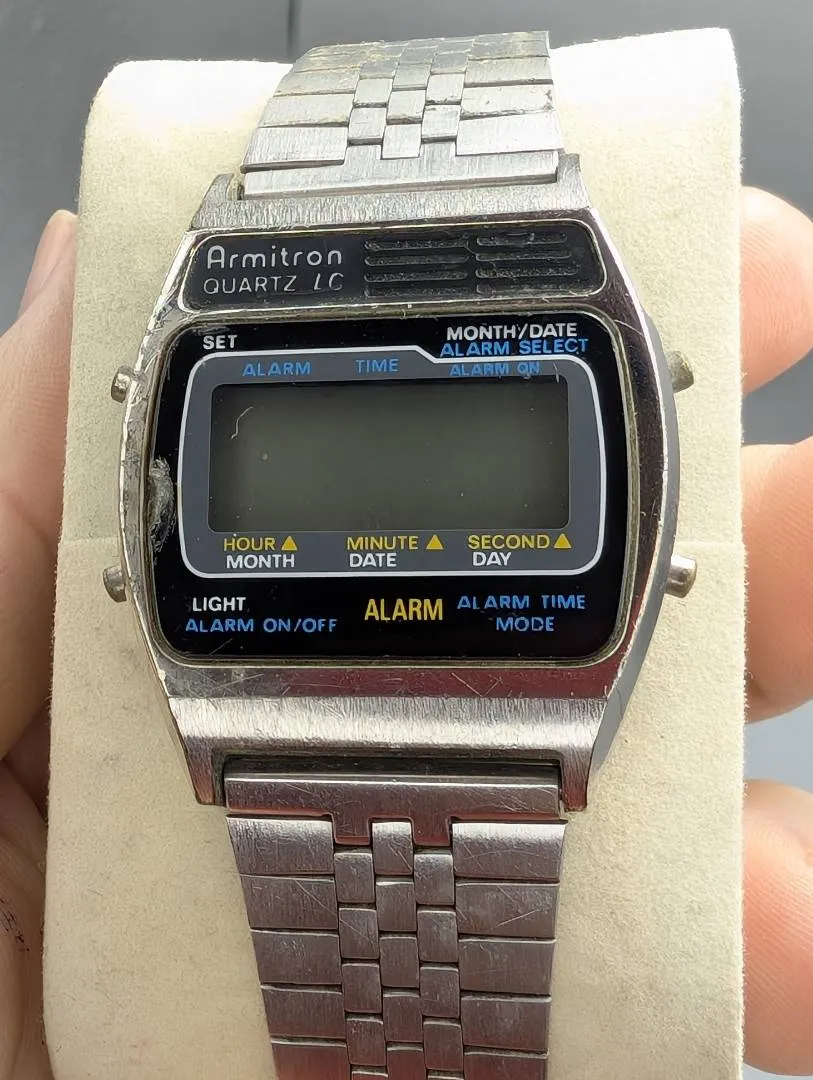 Armitron
QUARTZ LC
SET
MONTH/DATE
ALARM SELECT
ALARM TIME ALARM ON
HOUR ▲ MINUTE ▲ SECOND ▲
MONTH DATE DAY
LIGHT
ALARM ON/OFF
ALARM
ALARM TIME
MODE